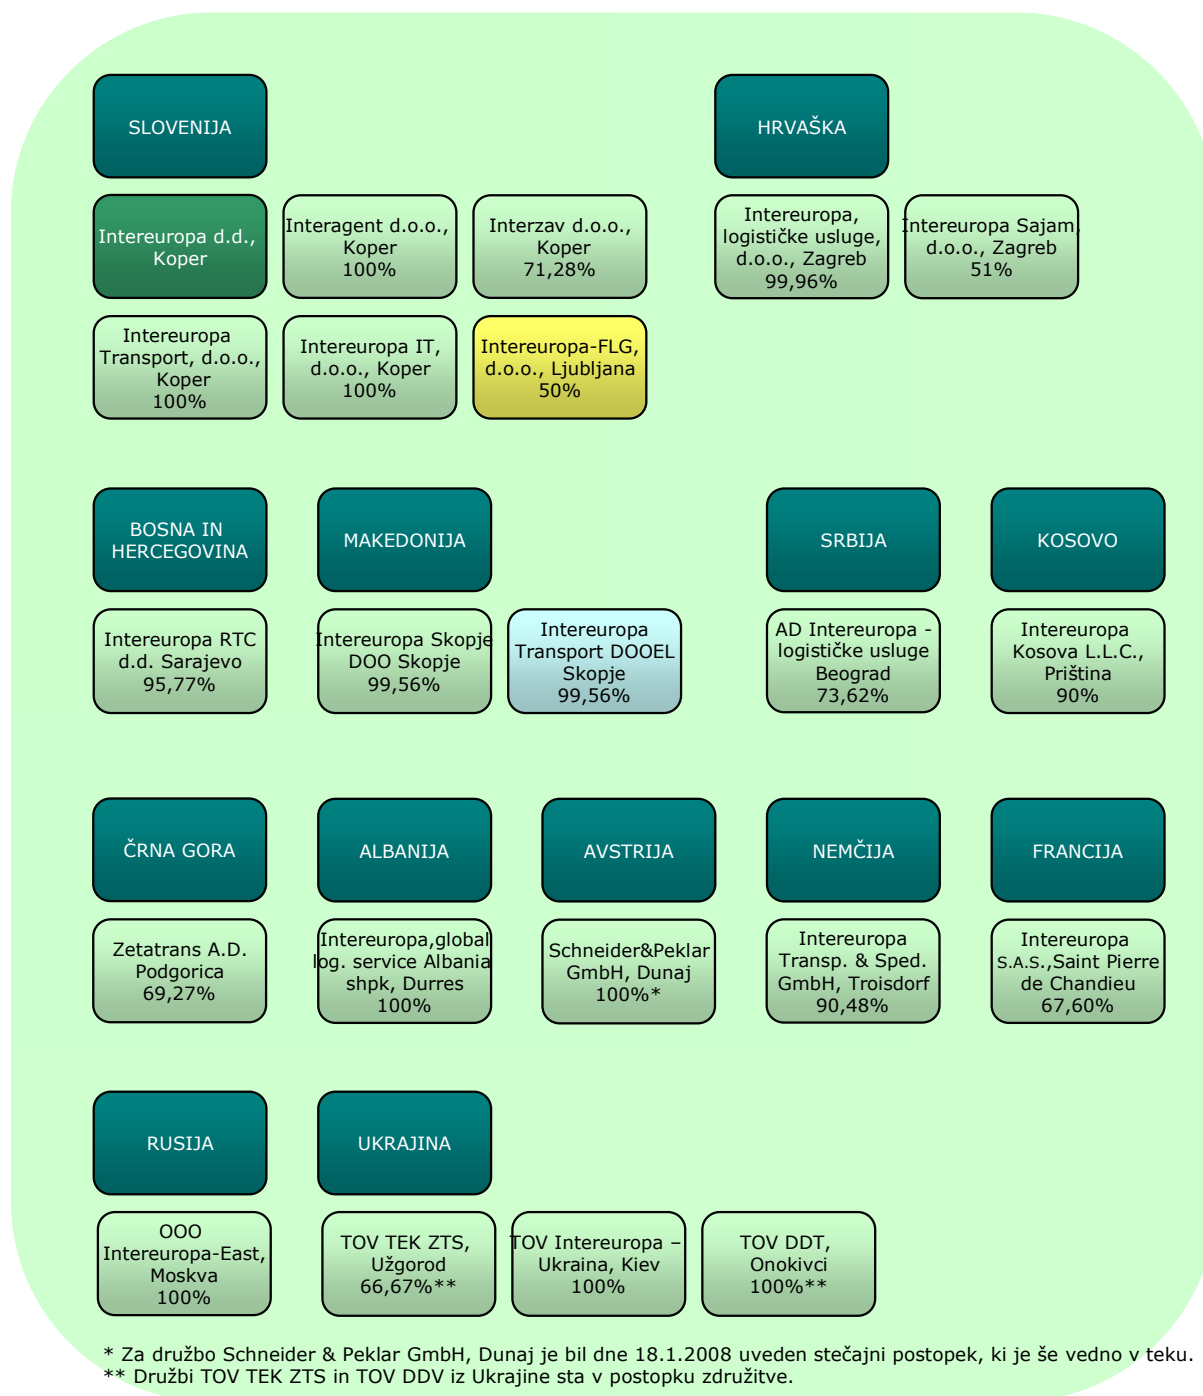 SLOVENIJA
HRVAŠKA
Intereuropa d.d.,
Koper
Interagent d.o.o.,
Koper
100%
Interzav d.o.o.,
Koper
71,28%
Intereuropa,
logističke usluge,
d.o.o., Zagreb
99,96%
Intereuropa Sajam,
d.o.o., Zagreb
51%
Intereuropa
Transport, d.o.o.,
Koper
100%
Intereuropa IT,
d.o.o., Koper
100%
Intereuropa-FLG,
d.o.o., Ljubljana
50%
BOSNA IN
HERCEGOVINA
MAKEDONIJA
SRBIJA
KOSOVO
Intereuropa RTC
d.d. Sarajevo
95,77%
Intereuropa Skopje
DOO Skopje
99,56%
Intereuropa
Transport DOOEL
Skopje
99,56%
AD Intereuropa -
logističke usluge
Beograd
73,62%
Intereuropa
Kosova L.L.C.,
Priština
90%
ČRNA GORA
ALBANIJA
AVSTRIJA
NEMČIJA
FRANCIJA
Zetatrans A.D.
Podgorica
69,27%
Intereuropa,global
log. service Albania
shpk, Durres
100%
Schneider&Peklar
GmbH, Dunaj
100%*
Intereuropa
Transp. & Sped.
GmbH, Troisdorf
90,48%
Intereuropa
S.A.S.,Saint Pierre
de Chandieu
67,60%
RUSIJA
UKRAJINA
OOO
Intereuropa-East,
Moskva
100%
TOV TEK ZTS,
Užgorod
66,67%**
TOV Intereuropa –
Ukraina, Kiev
100%
TOV DDT,
Onokivci
100%**
* Za družbo Schneider & Peklar GmbH, Dunaj je bil dne 18.1.2008 uveden stečajni postopek, ki je še vedno v teku.
** Družbi TOV TEK ZTS in TOV DDV iz Ukrajine sta v postopku združitve.